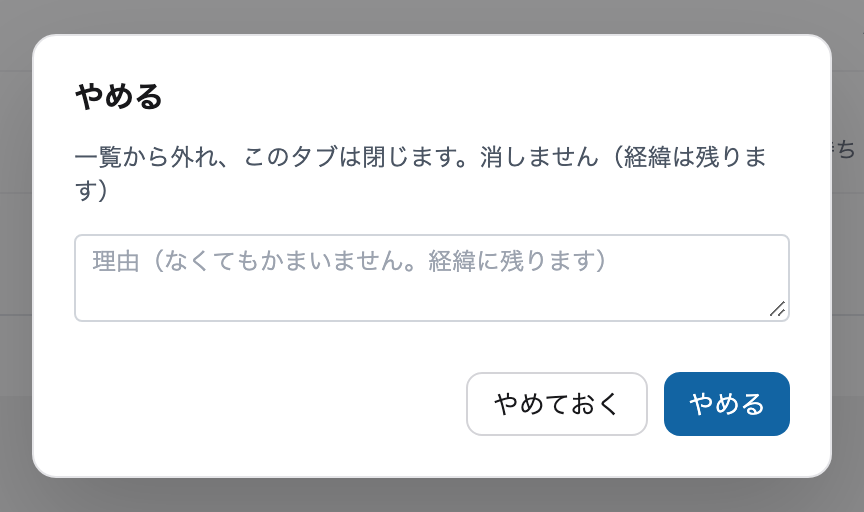 やめる
一覧から外れ、このタブは閉じます。消しません（経緯は残りま
す）
ち
理由（なくてもかまいません。経緯に残ります）
やめておく
やめる